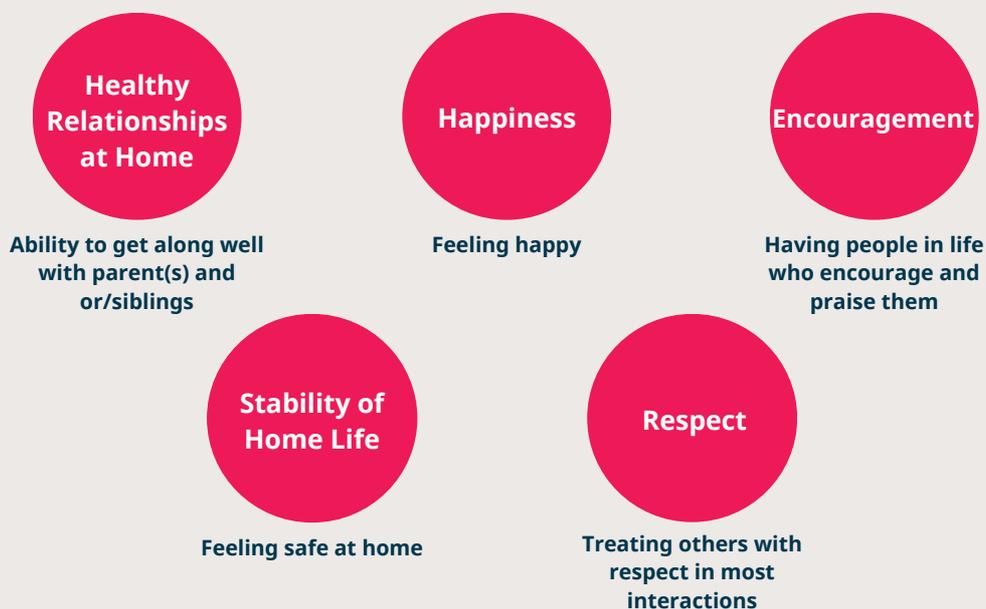 Healthy
Relationships
at Home
Ability to get along well
with parent(s) and
or/siblings
Happiness
Feeling happy
Encouragement
Having people in life
who encourage and
praise them
Stability of
Home Life
Feeling safe at home
Respect
Treating others with
respect in most
interactions